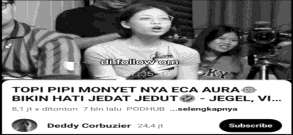 di follow om
TOPI PIPI MONYET NYA ECA AURA
BIKIN HATI JEDAT JEDUT - JEGEL, VI...
6,1 jt x ditonton 7 bln lalu PODHUB ...selengkapnya
Deddy Corbuzier 24,4 jt
Subscribe